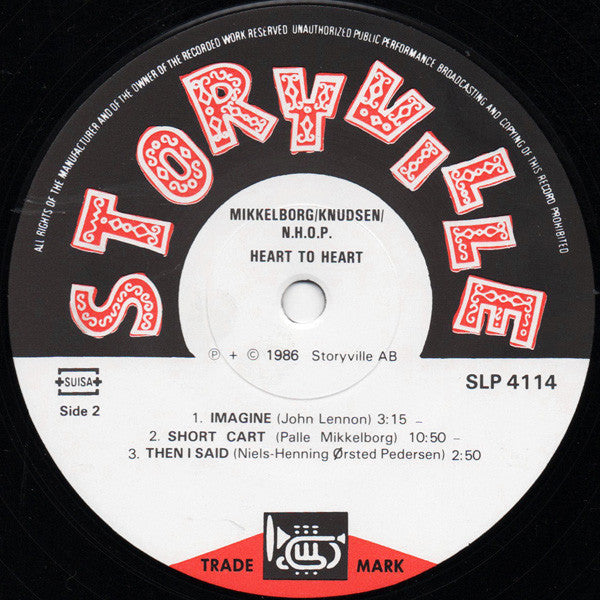 ALL RIGHTS OF THE MANUFACTURER AND OF THE OWNER OF THE RECORDED WORK RESERVED UNAUTHORIZED PUBLIC PERFORMANCE BROADCASTING AND COPYING OF THIS RECORD PROHIBITED
STORYVILLE
MIKKELBORG/KNUDSEN/
N.H.O.P.
HEART TO HEART
Ⓟ + © 1986 Storyville AB
SUISA
SLP 4114
Side 2
1. IMAGINE (John Lennon) 3:15 –
2. SHORT CART (Palle Mikkelborg) 10:50 –
3. THEN I SAID (Niels-Henning Ørsted Pedersen) 2:50
TRADE MARK